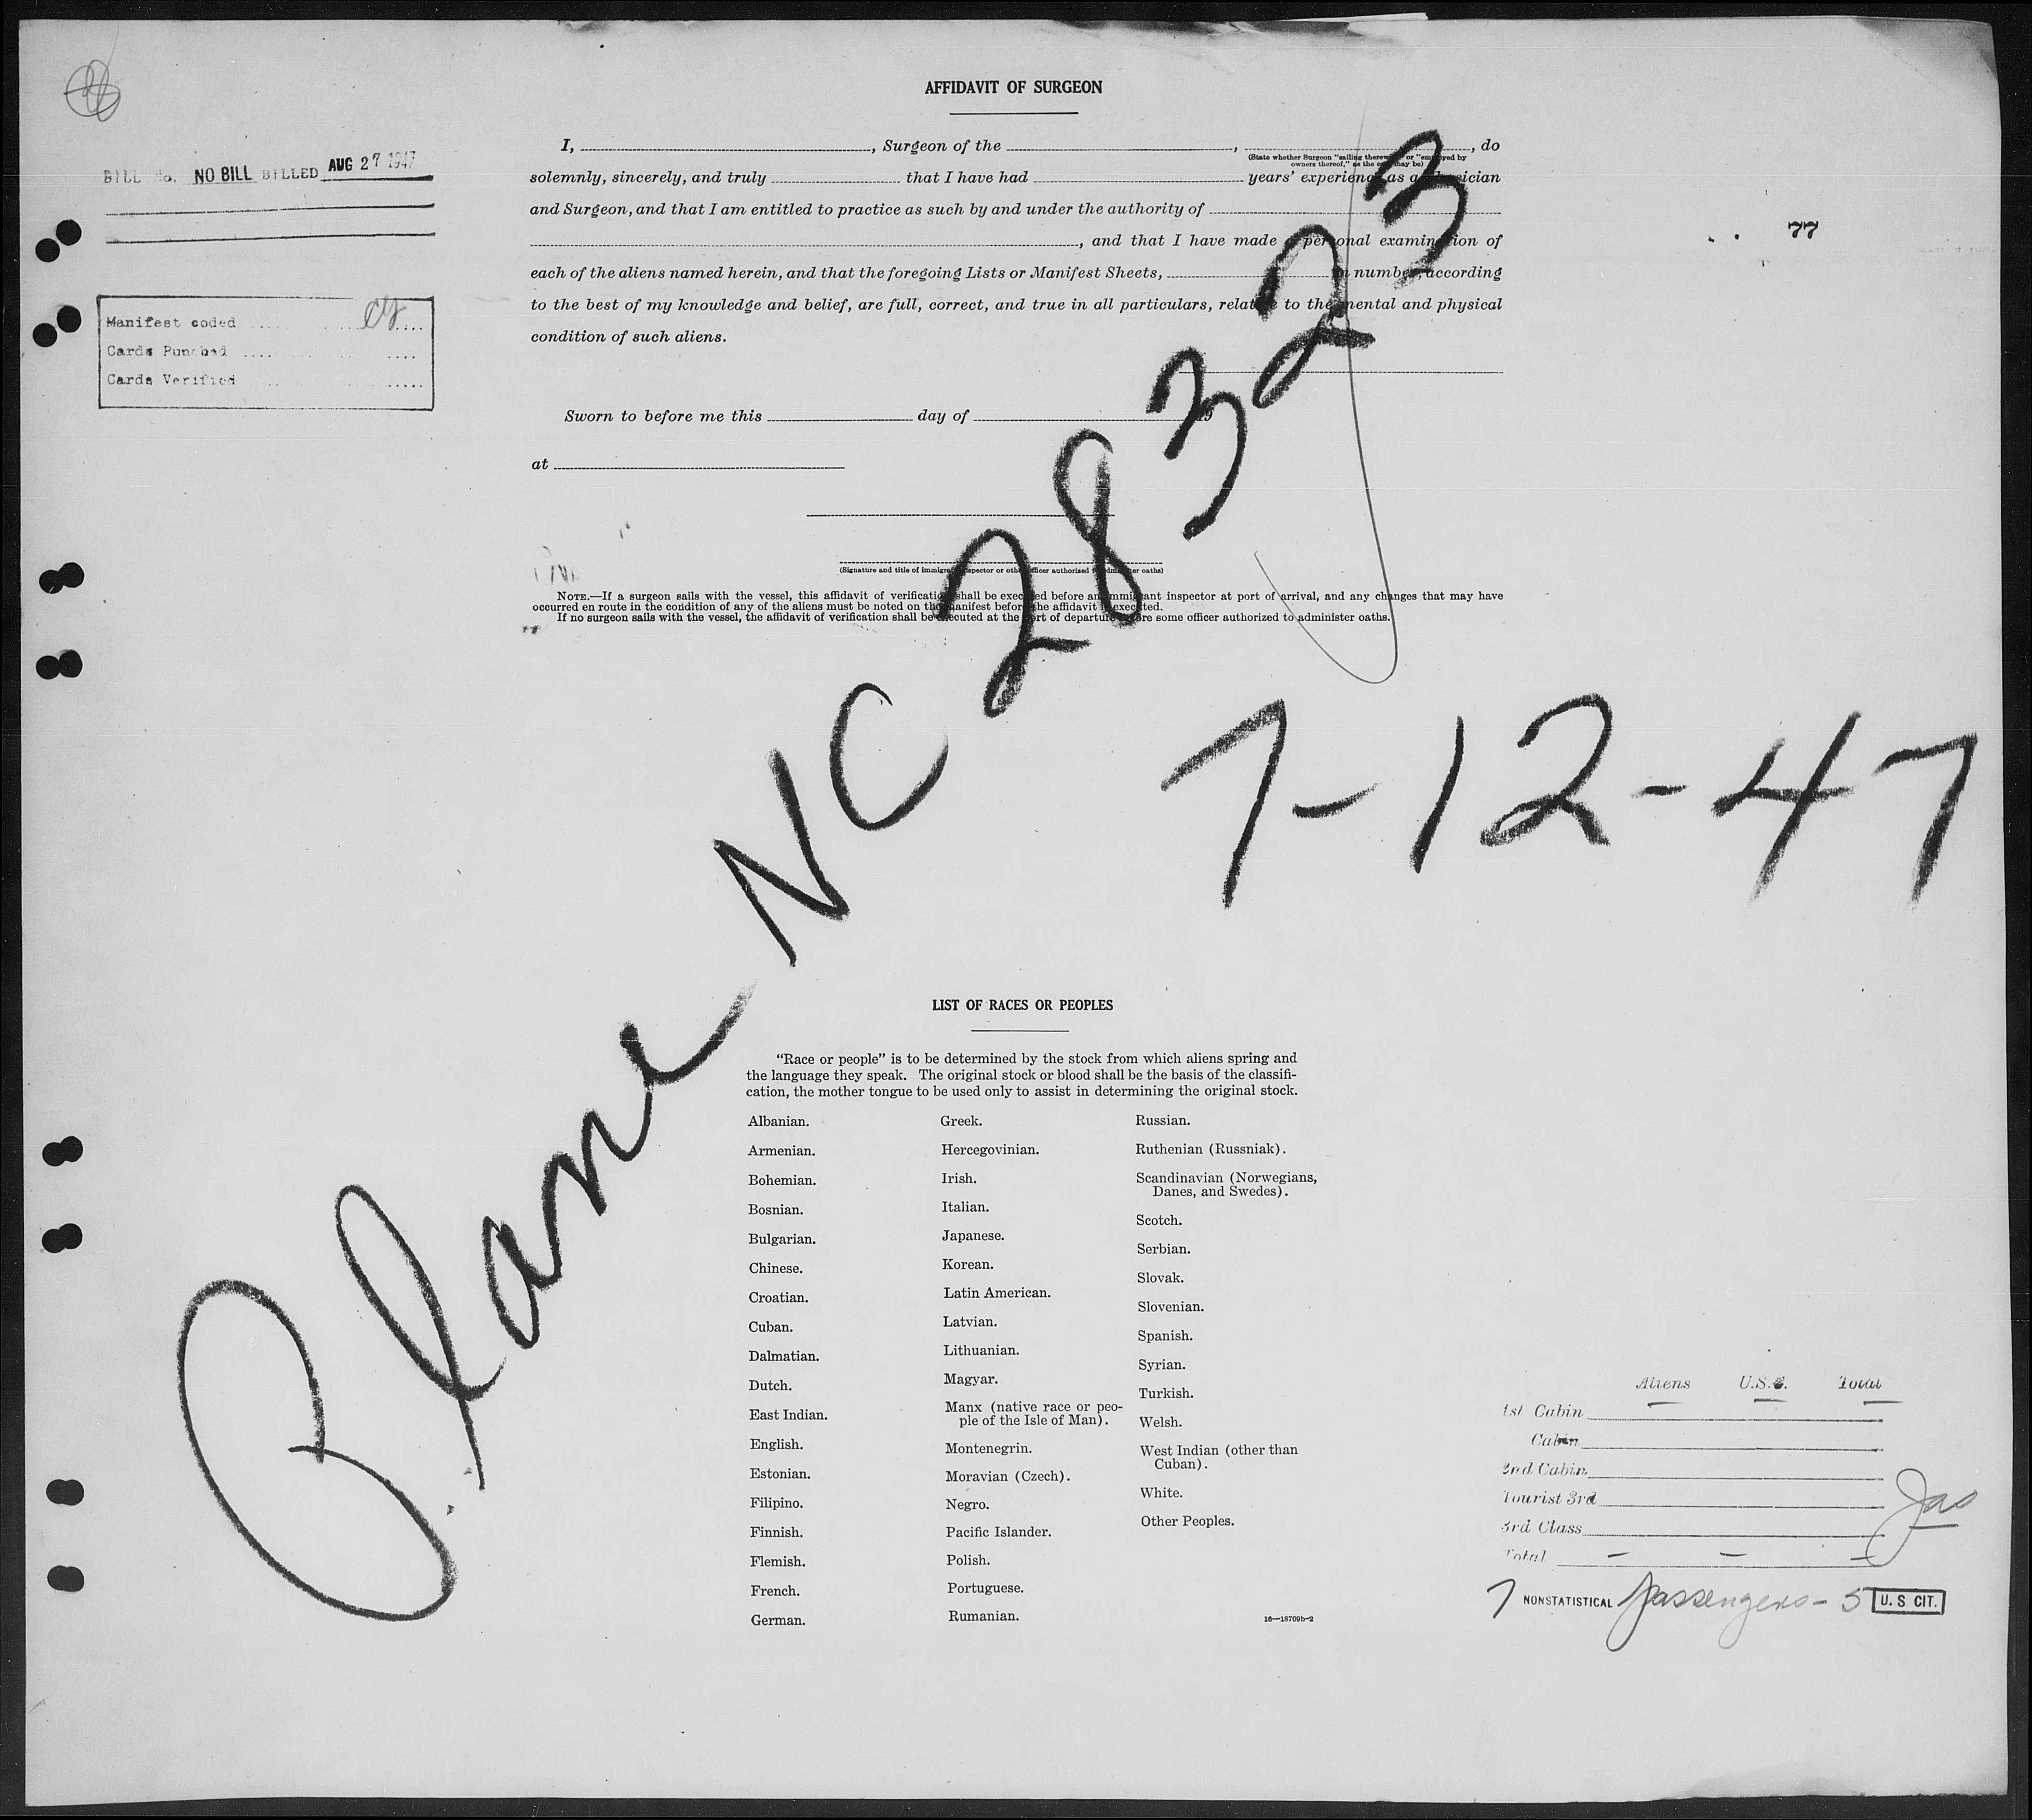 AFFIDAVIT OF SURGEON
I, , Surgeon of the , , do
(State whether Surgeon "sailing therewith," or "employed by
owners thereof," as the case may be)
solemnly, sincerely, and truly that I have had years' experience as a Physician
and Surgeon, and that I am entitled to practice as such by and under the authority of
, and that I have made a personal examination of
each of the aliens named herein, and that the foregoing Lists or Manifest Sheets, in number, according
to the best of my knowledge and belief, are full, correct, and true in all particulars, relative to the mental and physical
condition of such aliens.
Sworn to before me this day of 19
at
(Signature and title of immigrant inspector or other officer authorized to administer oaths)
NOTE.—If a surgeon sails with the vessel, this affidavit of verification shall be executed before an immigrant inspector at port of arrival, and any changes that may have
occurred en route in the condition of any of the aliens must be noted on the manifest before the affidavit is executed.
If no surgeon sails with the vessel, the affidavit of verification shall be executed at the port of departure before some officer authorized to administer oaths.
BILL No. NO BILL BILLED AUG 27 1947
Manifest coded
Cards Punched
Cards Verified
77
Plane NC 28323
7-12-47
LIST OF RACES OR PEOPLES
"Race or people" is to be determined by the stock from which aliens spring and
the language they speak. The original stock or blood shall be the basis of the classifi-
cation, the mother tongue to be used only to assist in determining the original stock.
Albanian.
Armenian.
Bohemian.
Bosnian.
Bulgarian.
Chinese.
Croatian.
Cuban.
Dalmatian.
Dutch.
East Indian.
English.
Estonian.
Filipino.
Finnish.
Flemish.
French.
German.
Greek.
Hercegovinian.
Irish.
Italian.
Japanese.
Korean.
Latin American.
Latvian.
Lithuanian.
Magyar.
Manx (native race or peo-
ple of the Isle of Man).
Montenegrin.
Moravian (Czech).
Negro.
Pacific Islander.
Polish.
Portuguese.
Rumanian.
Russian.
Ruthenian (Russniak).
Scandinavian (Norwegians,
Danes, and Swedes).
Scotch.
Serbian.
Slovak.
Slovenian.
Spanish.
Syrian.
Turkish.
Welsh.
West Indian (other than
Cuban).
White.
Other Peoples.
16—18709b-2
Aliens U.S.C. Total
1st Cabin — — —
Cabin
2nd Cabin
Tourist 3rd
3rd Class
Total — — —
Jas
7 NONSTATISTICAL passengers - 5 U. S CIT.